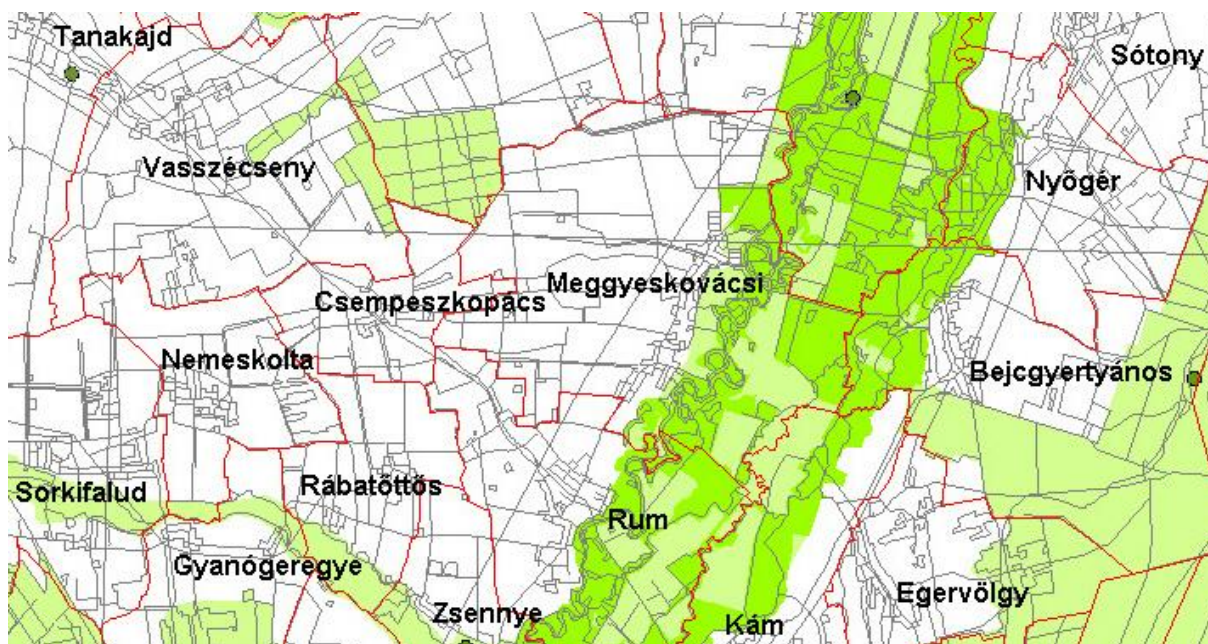 Tanakajd
Sótony
Vasszécseny
Nyőgér
Meggyeskovácsi
Csempeszkopács
Nemeskolta
Bejcgyertyános
Rábatöttös
Sorkifalud
Rum
Gyanógeregye
Egervölgy
Zsennye
Kám